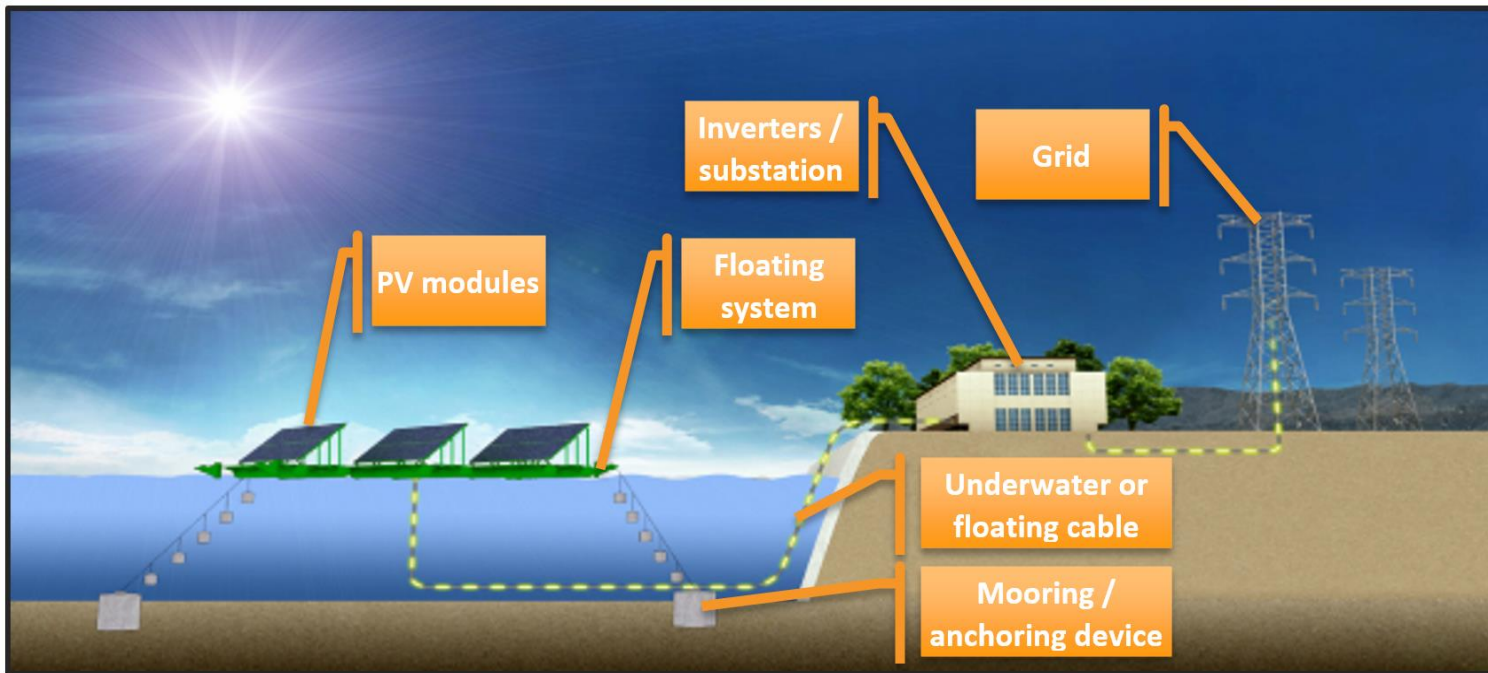 Inverters /
substation
Grid
PV modules
Floating
system
Underwater or
floating cable
Mooring /
anchoring device